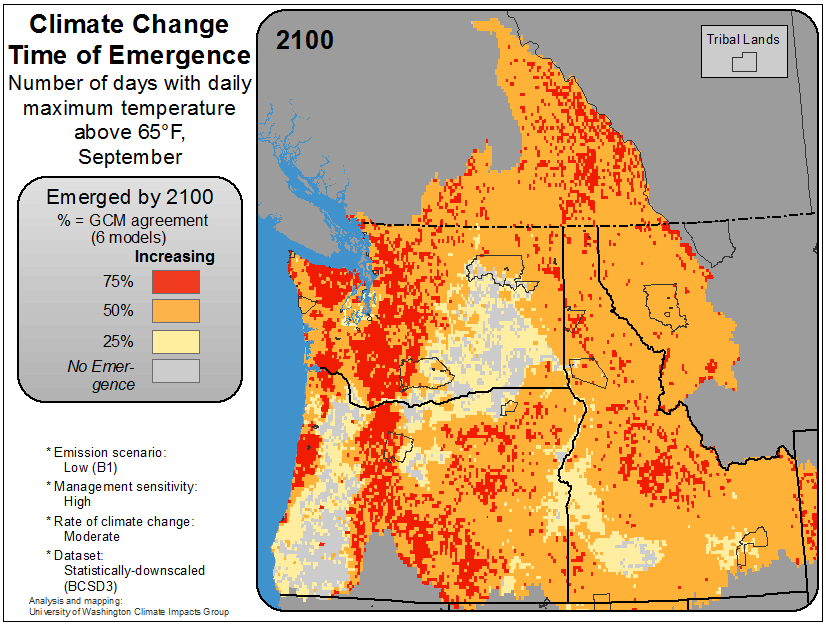 Climate Change
Time of Emergence
Number of days with daily
maximum temperature
above 65°F,
September
Emerged by 2100
% = GCM agreement
(6 models)
Increasing
75%
50%
25%
No Emer-
gence
* Emission scenario:
Low (B1)
* Management sensitivity:
High
* Rate of climate change:
Moderate
* Dataset:
Statistically-downscaled
(BCSD3)
Analysis and mapping:
University of Washington Climate Impacts Group
2100
Tribal Lands